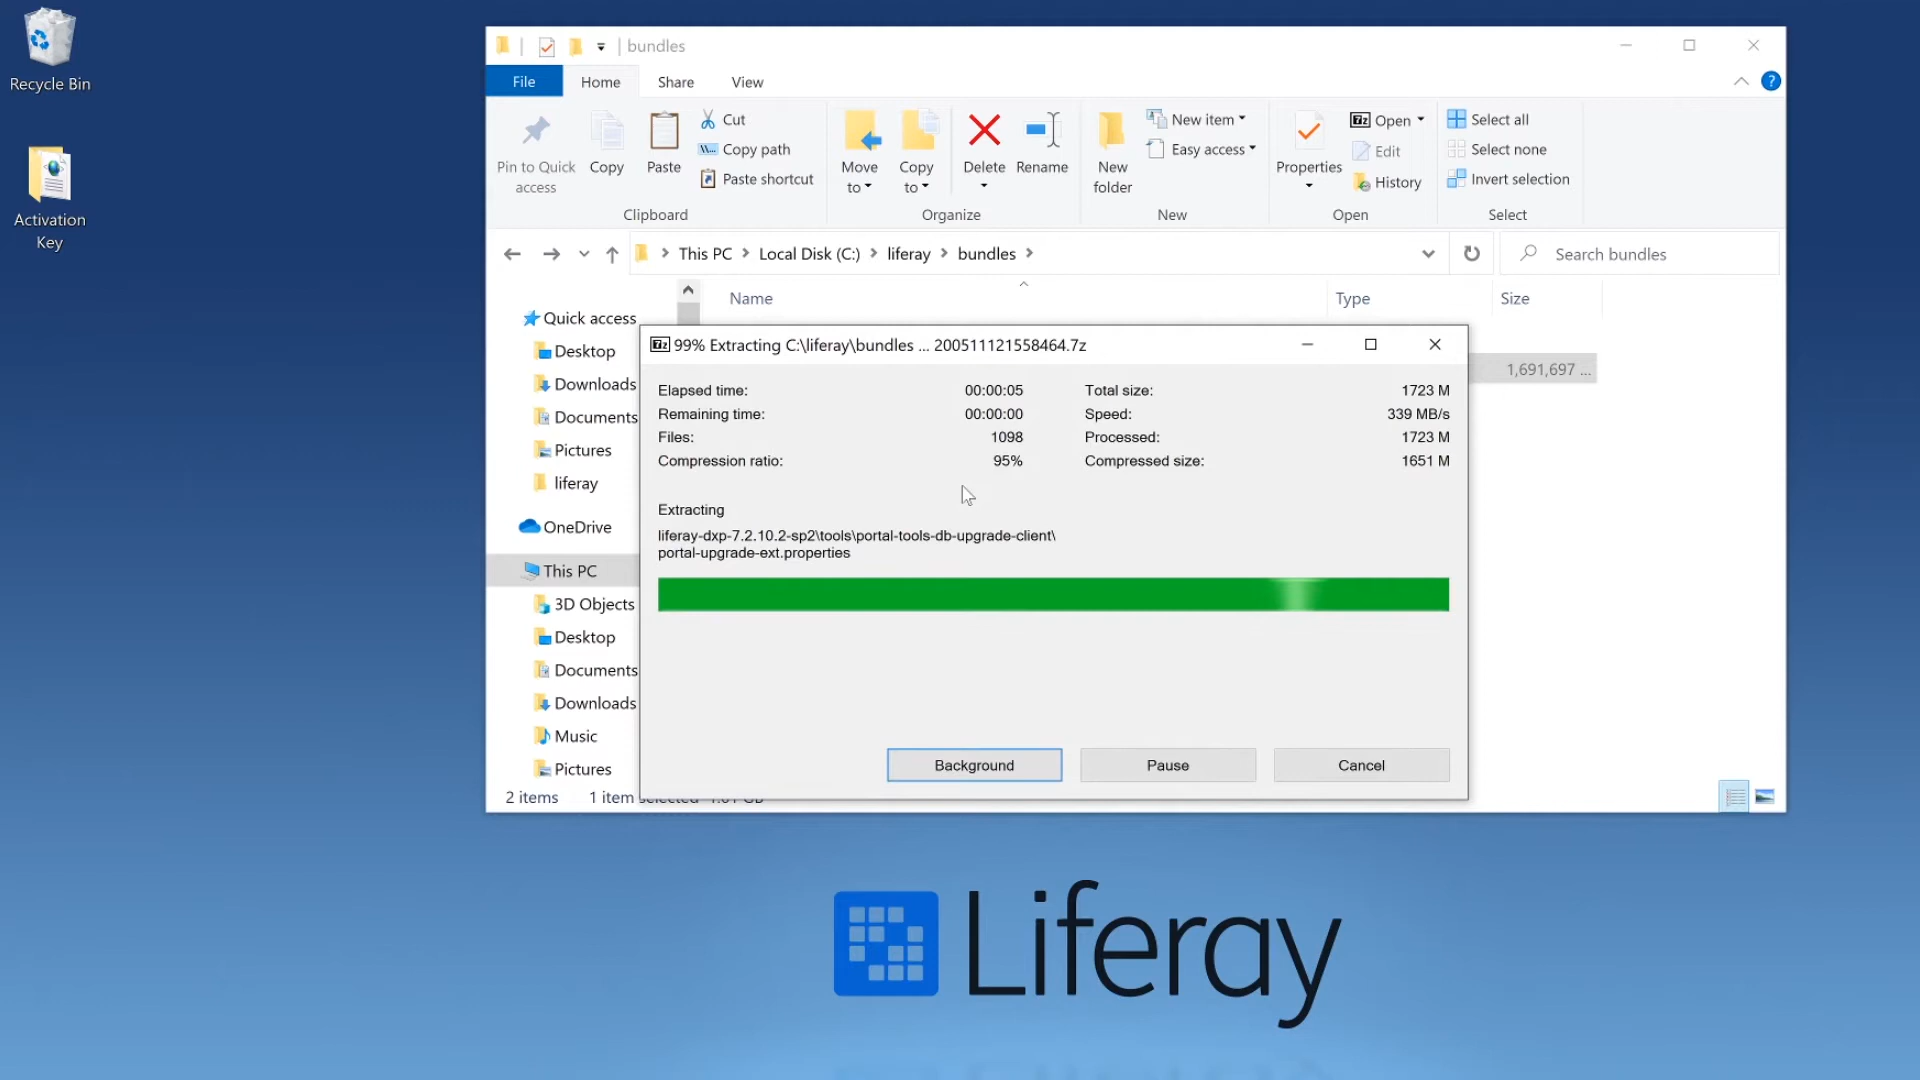 Recycle Bin
Activation
Key
bundles
File
Home
Share
View
Pin to Quick
access
Copy
Paste
Cut
Copy path
Paste shortcut
Clipboard
Move
to
Copy
to
Delete
Rename
Organize
New
folder
New item
Easy access
New
Properties
Open
Edit
History
Open
Select all
Select none
Invert selection
Select
This PC
Local Disk (C:)
liferay
bundles
Search bundles
Name
Type
Size
1,691,697 ...
Quick access
Desktop
Downloads
Documents
Pictures
liferay
OneDrive
This PC
3D Objects
Desktop
Documents
Downloads
Music
Pictures
2 items
1 item
99% Extracting C:\liferay\bundles ... 200511121558464.7z
Elapsed time: 00:00:05 Total size: 1723 M
Remaining time: 00:00:00 Speed: 339 MB/s
Files: 1098 Processed: 1723 M
Compression ratio: 95% Compressed size: 1651 M
Extracting
liferay-dxp-7.2.10.2-sp2\tools\portal-tools-db-upgrade-client\
portal-upgrade-ext.properties
Background
Pause
Cancel
Liferay